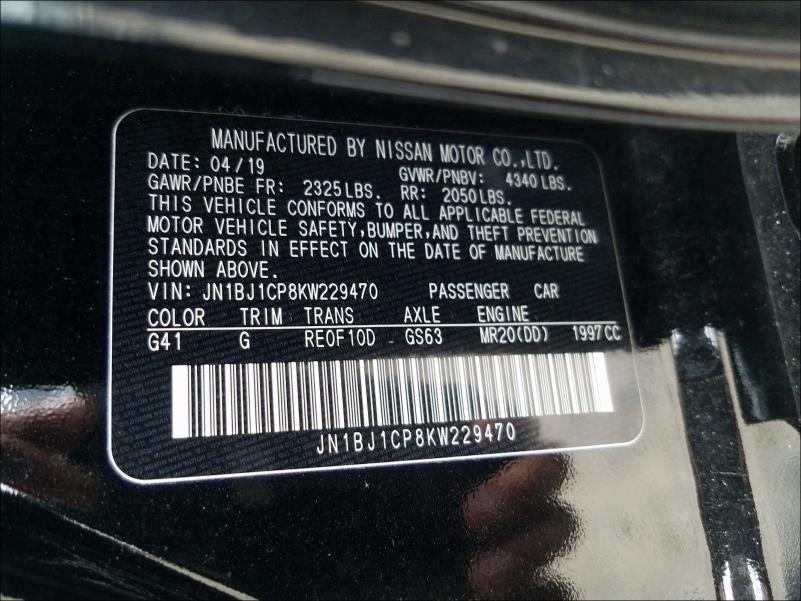 MANUFACTURED BY NISSAN MOTOR CO.,LTD.
DATE: 04/19 GVWR/PNBV: 4340 LBS.
GAWR/PNBE FR: 2325 LBS. RR: 2050 LBS.
THIS VEHICLE CONFORMS TO ALL APPLICABLE FEDERAL
MOTOR VEHICLE SAFETY, BUMPER, AND THEFT PREVENTION
STANDARDS IN EFFECT ON THE DATE OF MANUFACTURE
SHOWN ABOVE.
VIN: JN1BJ1CP8KW229470 PASSENGER CAR
COLOR TRIM TRANS AXLE ENGINE
G41 G RE0F10D GS63 MR20(DD) 1997CC
JN1BJ1CP8KW229470